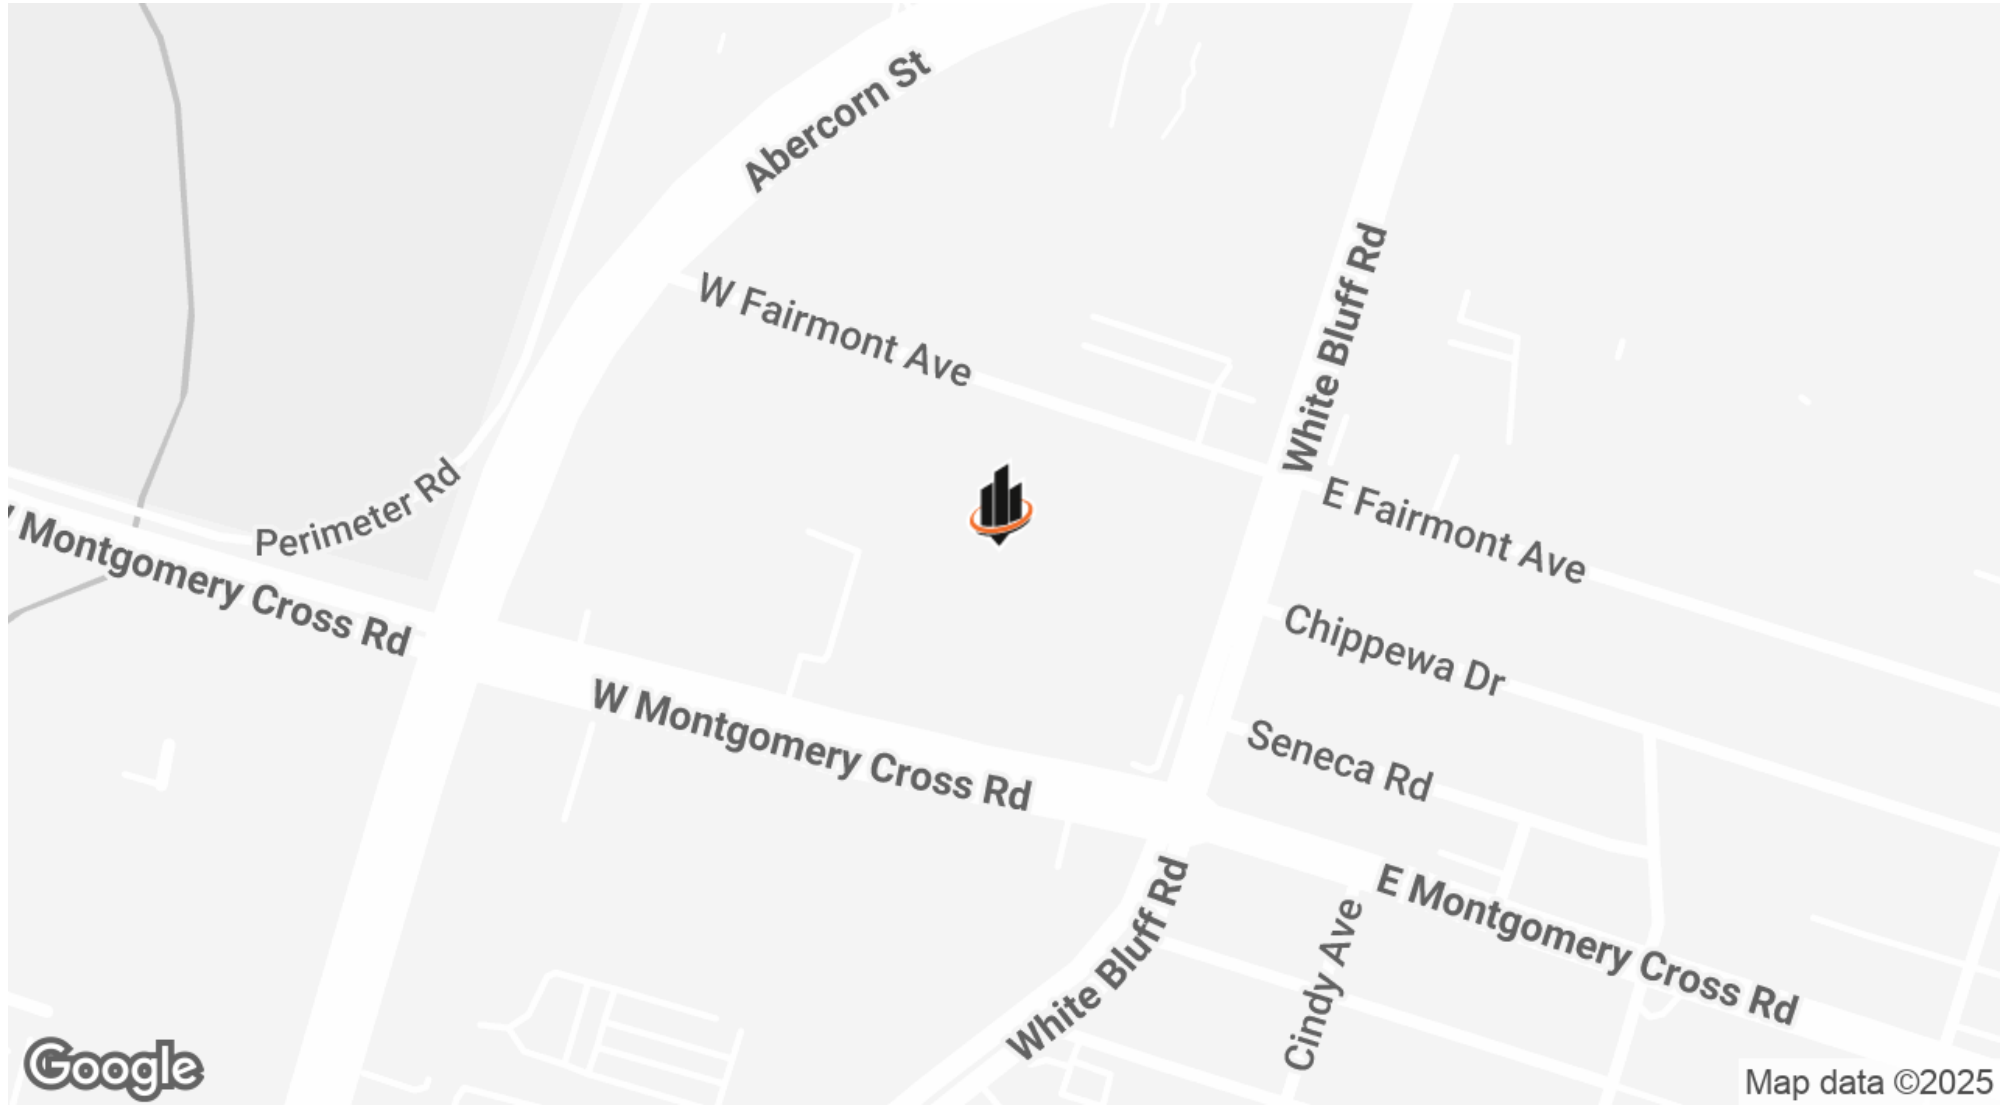 Abercorn St
White Bluff Rd
W Fairmont Ave
Perimeter Rd
E Fairmont Ave
Montgomery Cross Rd
Chippewa Dr
W Montgomery Cross Rd
Seneca Rd
E Montgomery Cross Rd
White Bluff Rd
Cindy Ave
Google
Map data ©2025